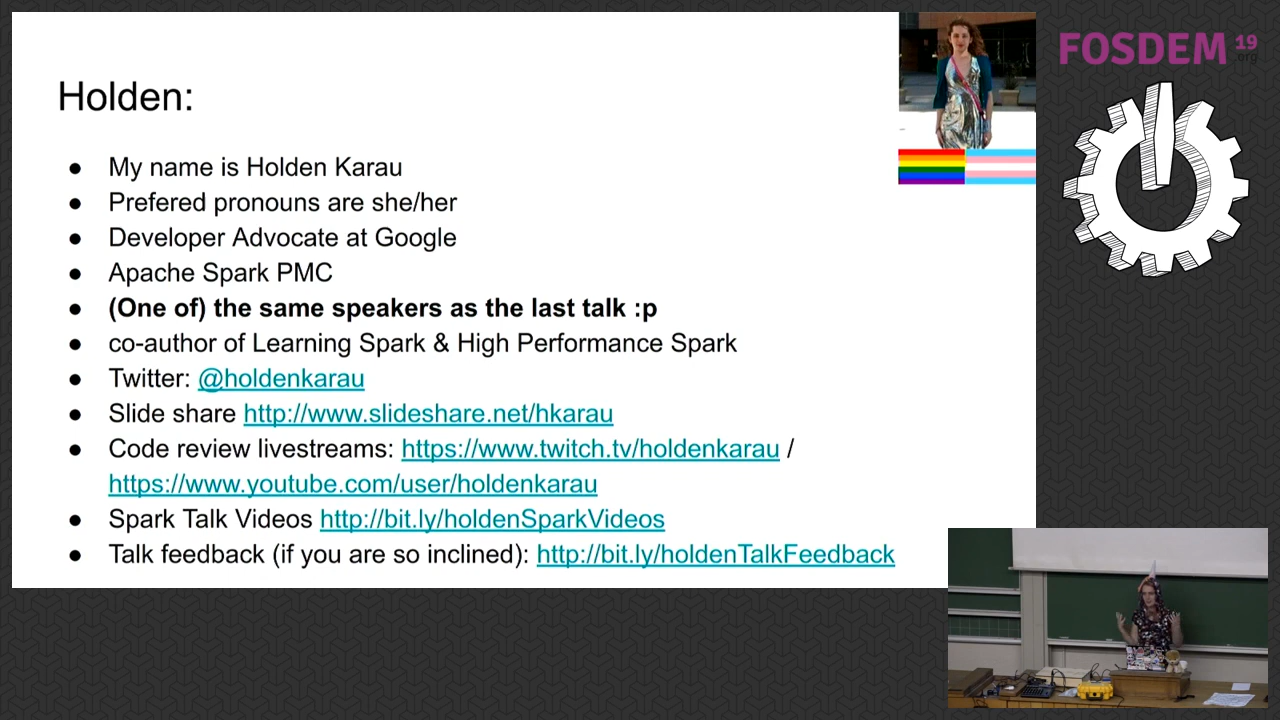 FOSDEM 19
.org
Holden:
● My name is Holden Karau
● Prefered pronouns are she/her
● Developer Advocate at Google
● Apache Spark PMC
● (One of) the same speakers as the last talk :p
● co-author of Learning Spark & High Performance Spark
● Twitter: @holdenkarau
● Slide share http://www.slideshare.net/hkarau
● Code review livestreams: https://www.twitch.tv/holdenkarau /
https://www.youtube.com/user/holdenkarau
● Spark Talk Videos http://bit.ly/holdenSparkVideos
● Talk feedback (if you are so inclined): http://bit.ly/holdenTalkFeedback